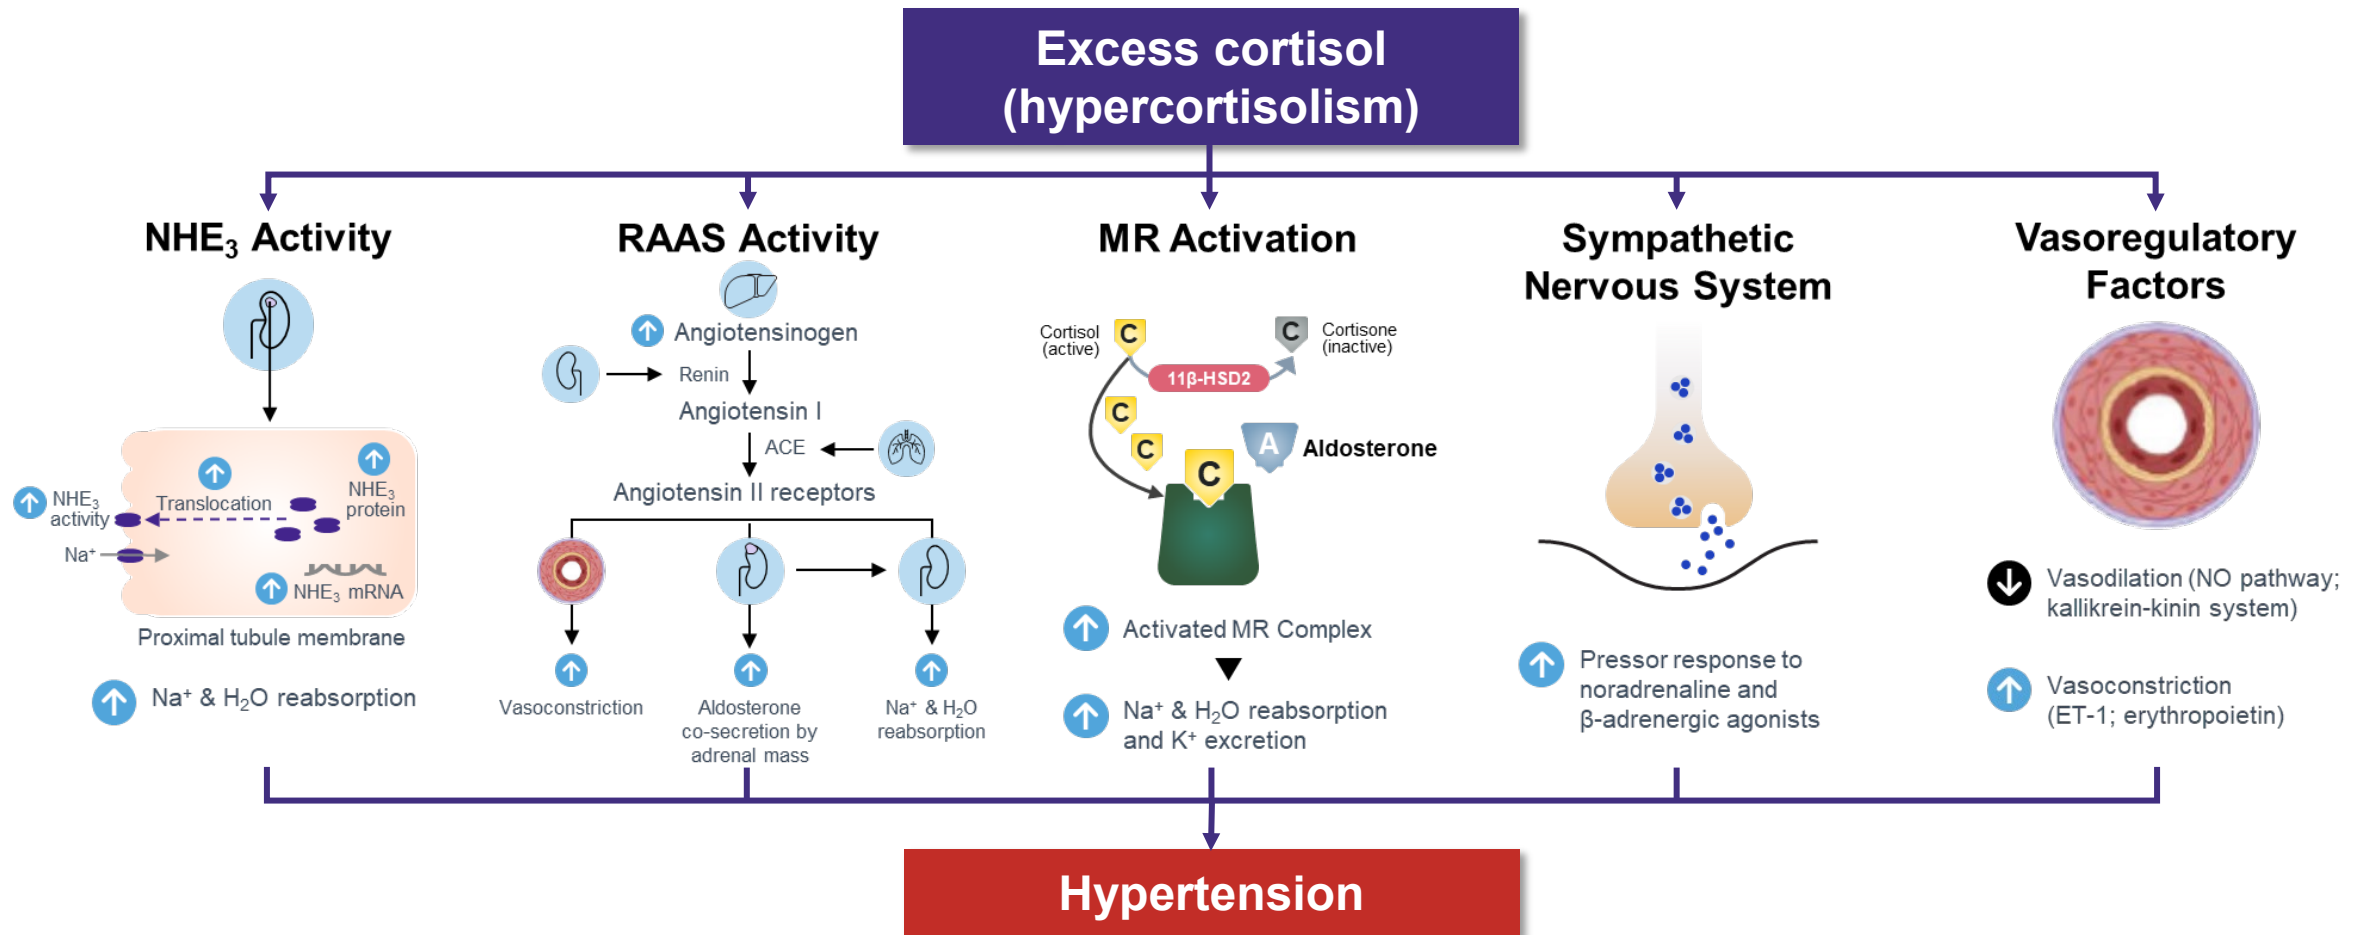 Excess cortisol
(hypercortisolism)
NHE₃ Activity
NHE₃
activity
Na⁺
Translocation
NHE₃
protein
NHE₃ mRNA
Proximal tubule membrane
Na⁺ & H₂O reabsorption
RAAS Activity
Angiotensinogen
Renin
Angiotensin I
ACE
Angiotensin II receptors
Vasoconstriction
Aldosterone
co-secretion by
adrenal mass
Na⁺ & H₂O
reabsorption
MR Activation
Cortisol
(active)
C
C
Cortisone
(inactive)
11β-HSD2
C
C
C
A
Aldosterone
Activated MR Complex
Na⁺ & H₂O reabsorption
and K⁺ excretion
Sympathetic
Nervous System
Pressor response to
noradrenaline and
β-adrenergic agonists
Vasoregulatory
Factors
Vasodilation (NO pathway;
kallikrein-kinin system)
Vasoconstriction
(ET-1; erythropoietin)
Hypertension